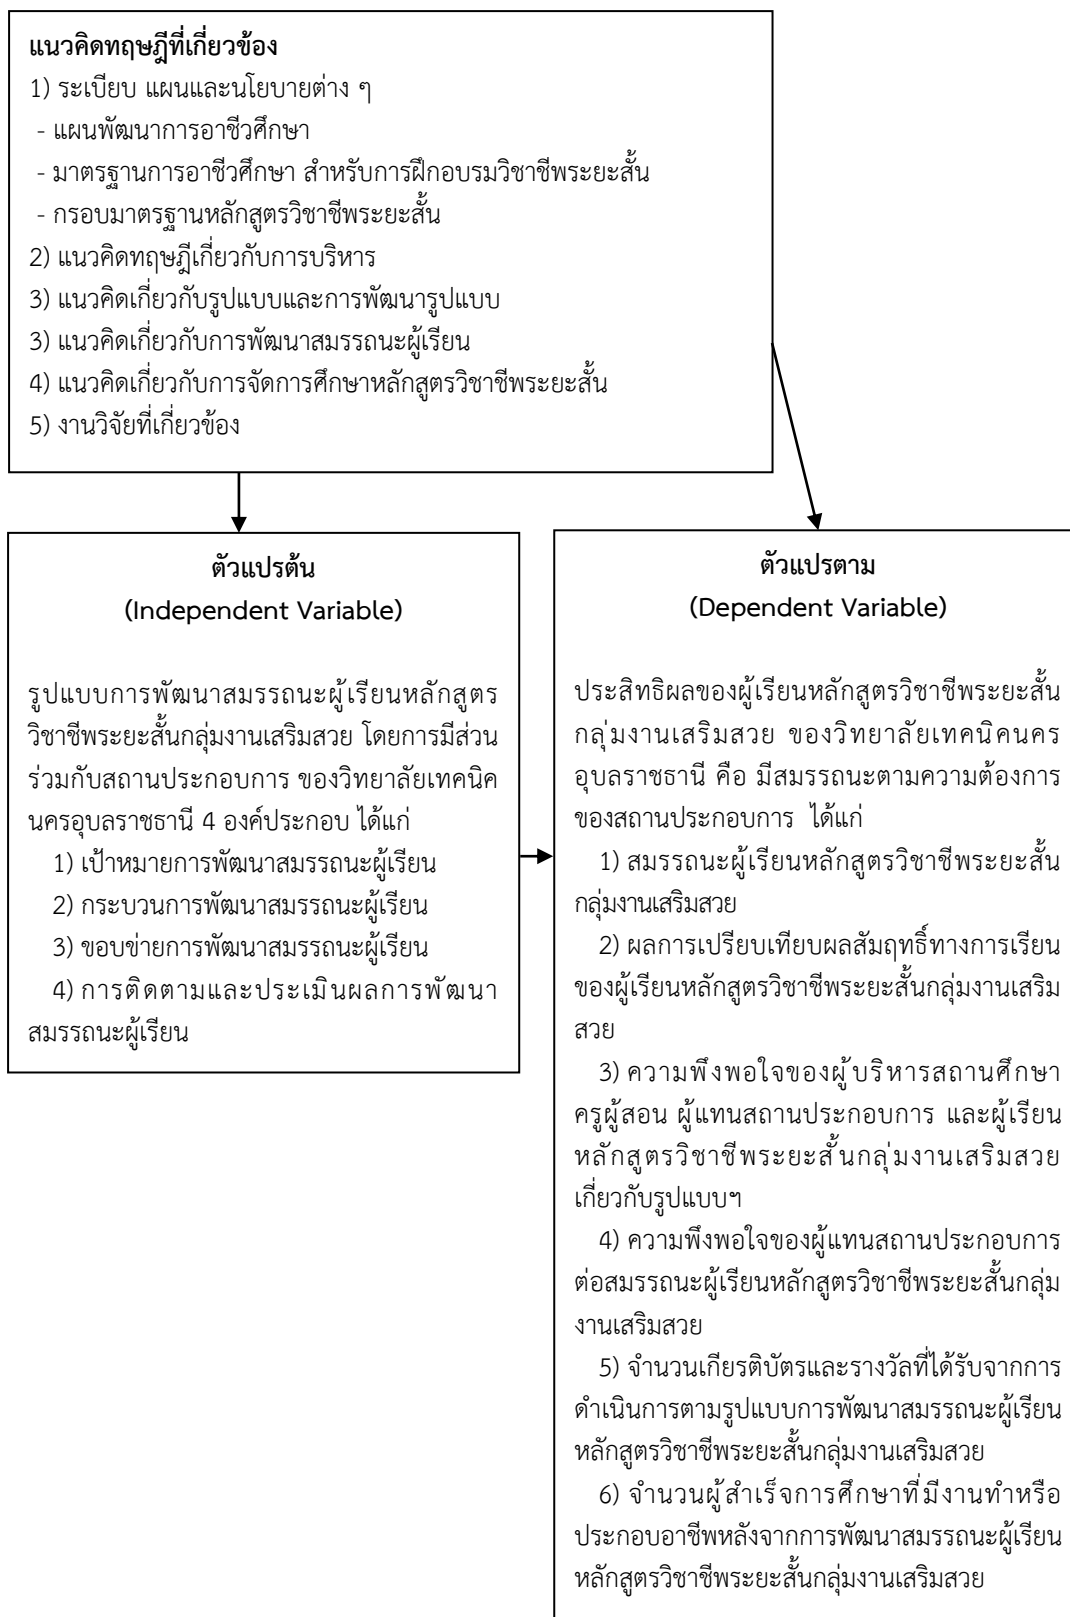 แนวคิดทฤษฎีที่เกี่ยวข้อง
1) ระเบียบ แผนและนโยบายต่าง ๆ
- แผนพัฒนาการอาชีวศึกษา
- มาตรฐานการอาชีวศึกษา สำหรับการฝึกอบรมวิชาชีพระยะสั้น
- กรอบมาตรฐานหลักสูตรวิชาชีพระยะสั้น
2) แนวคิดทฤษฎีเกี่ยวกับการบริหาร
3) แนวคิดเกี่ยวกับรูปแบบและการพัฒนารูปแบบ
3) แนวคิดเกี่ยวกับการพัฒนาสมรรถนะผู้เรียน
4) แนวคิดเกี่ยวกับการจัดการศึกษาหลักสูตรวิชาชีพระยะสั้น
5) งานวิจัยที่เกี่ยวข้อง
ตัวแปรต้น
(Independent Variable)
รูปแบบการพัฒนาสมรรถนะผู้เรียนหลักสูตร
วิชาชีพระยะสั้นกลุ่มงานเสริมสวย โดยการมีส่วน
ร่วมกับสถานประกอบการ ของวิทยาลัยเทคนิค
นครอุบลราชธานี 4 องค์ประกอบ ได้แก่
1) เป้าหมายการพัฒนาสมรรถนะผู้เรียน
2) กระบวนการพัฒนาสมรรถนะผู้เรียน
3) ขอบข่ายการพัฒนาสมรรถนะผู้เรียน
4) การติดตามและประเมินผลการพัฒนา
สมรรถนะผู้เรียน
ตัวแปรตาม
(Dependent Variable)
ประสิทธิผลของผู้เรียนหลักสูตรวิชาชีพระยะสั้น
กลุ่มงานเสริมสวย ของวิทยาลัยเทคนิคนคร
อุบลราชธานี คือ มีสมรรถนะตามความต้องการ
ของสถานประกอบการ ได้แก่
1) สมรรถนะผู้เรียนหลักสูตรวิชาชีพระยะสั้น
กลุ่มงานเสริมสวย
2) ผลการเปรียบเทียบผลสัมฤทธิ์ทางการเรียน
ของผู้เรียนหลักสูตรวิชาชีพระยะสั้นกลุ่มงานเสริม
สวย
3) ความพึงพอใจของผู้บริหารสถานศึกษา
ครูผู้สอน ผู้แทนสถานประกอบการ และผู้เรียน
หลักสูตรวิชาชีพระยะสั้นกลุ่มงานเสริมสวย
เกี่ยวกับรูปแบบฯ
4) ความพึงพอใจของผู้แทนสถานประกอบการ
ต่อสมรรถนะผู้เรียนหลักสูตรวิชาชีพระยะสั้นกลุ่ม
งานเสริมสวย
5) จำนวนเกียรติบัตรและรางวัลที่ได้รับจากการ
ดำเนินการตามรูปแบบการพัฒนาสมรรถนะผู้เรียน
หลักสูตรวิชาชีพระยะสั้นกลุ่มงานเสริมสวย
6) จำนวนผู้สำเร็จการศึกษาที่มีงานทำหรือ
ประกอบอาชีพหลังจากการพัฒนาสมรรถนะผู้เรียน
หลักสูตรวิชาชีพระยะสั้นกลุ่มงานเสริมสวย